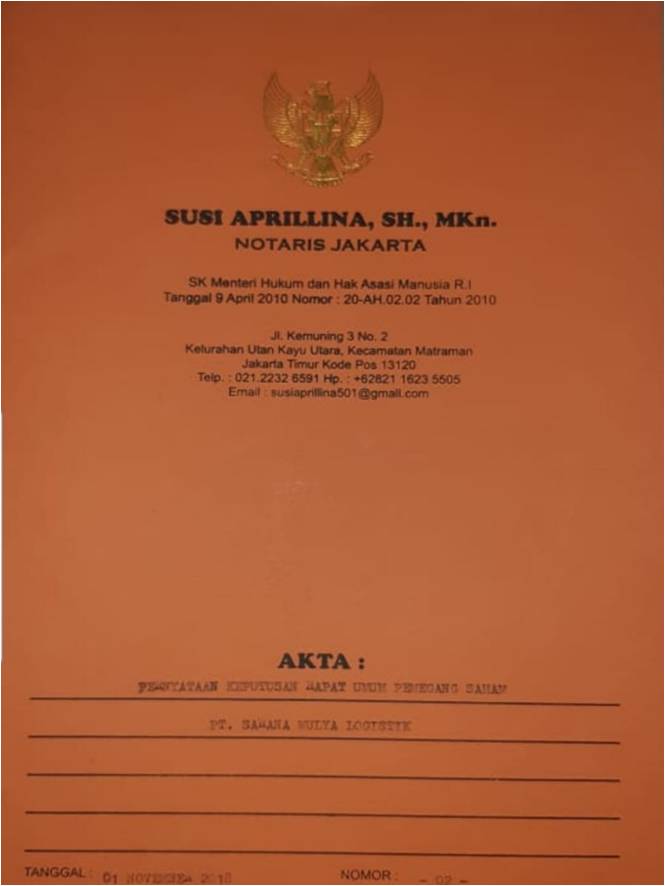 SUSI APRILLINA, SH., MKn.
NOTARIS JAKARTA
SK Menteri Hukum dan Hak Asasi Manusia R.I
Tanggal 9 April 2010 Nomor : 20-AH.02.02 Tahun 2010
Jl. Kemuning 3 No. 2
Kelurahan Utan Kayu Utara, Kecamatan Matraman
Jakarta Timur Kode Pos 13120
Telp. : 021.2232 6591 Hp. : +62821 1623 5505
Email : susiaprillina501@gmail.com
AKTA :
PERNYATAAN KEPUTUSAN RAPAT UMUM PEMEGANG SAHAM
PT. SARANA MULYA LOGISTIK
TANGGAL : 01 NOVEMBER 2018 NOMOR : - 02 -